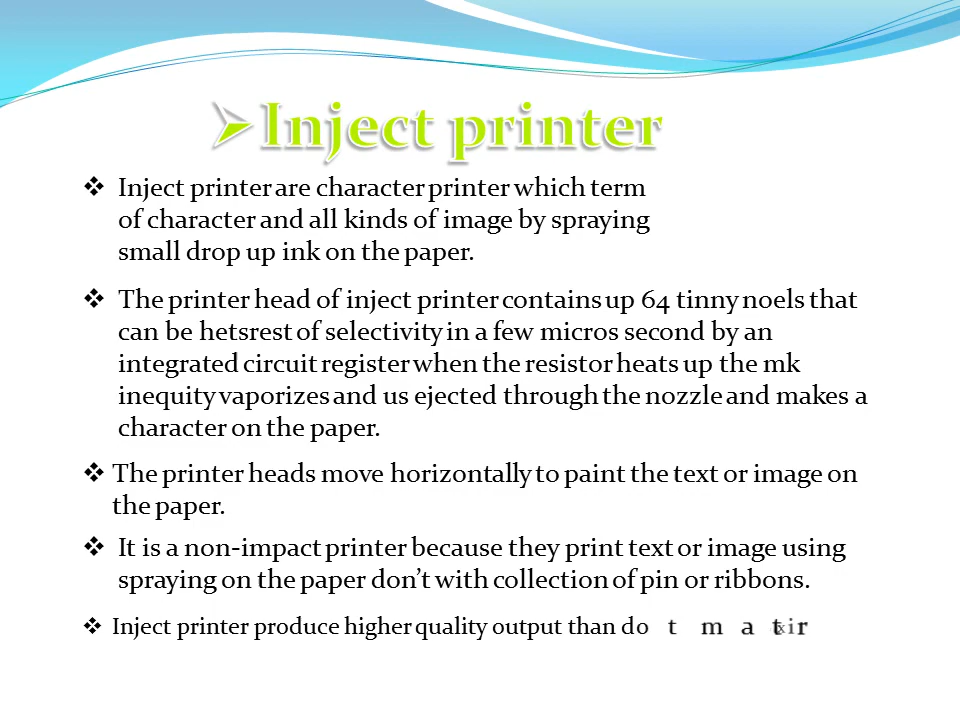 Inject printer
Inject printer are character printer which term
of character and all kinds of image by spraying
small drop up ink on the paper.
The printer head of inject printer contains up 64 tinny noels that
can be hetsrest of selectivity in a few micros second by an
integrated circuit register when the resistor heats up the mk
inequity vaporizes and us ejected through the nozzle and makes a
character on the paper.
The printer heads move horizontally to paint the text or image on
the paper.
It is a non-impact printer because they print text or image using
spraying on the paper don’t with collection of pin or ribbons.
Inject printer produce higher quality output than do t m a